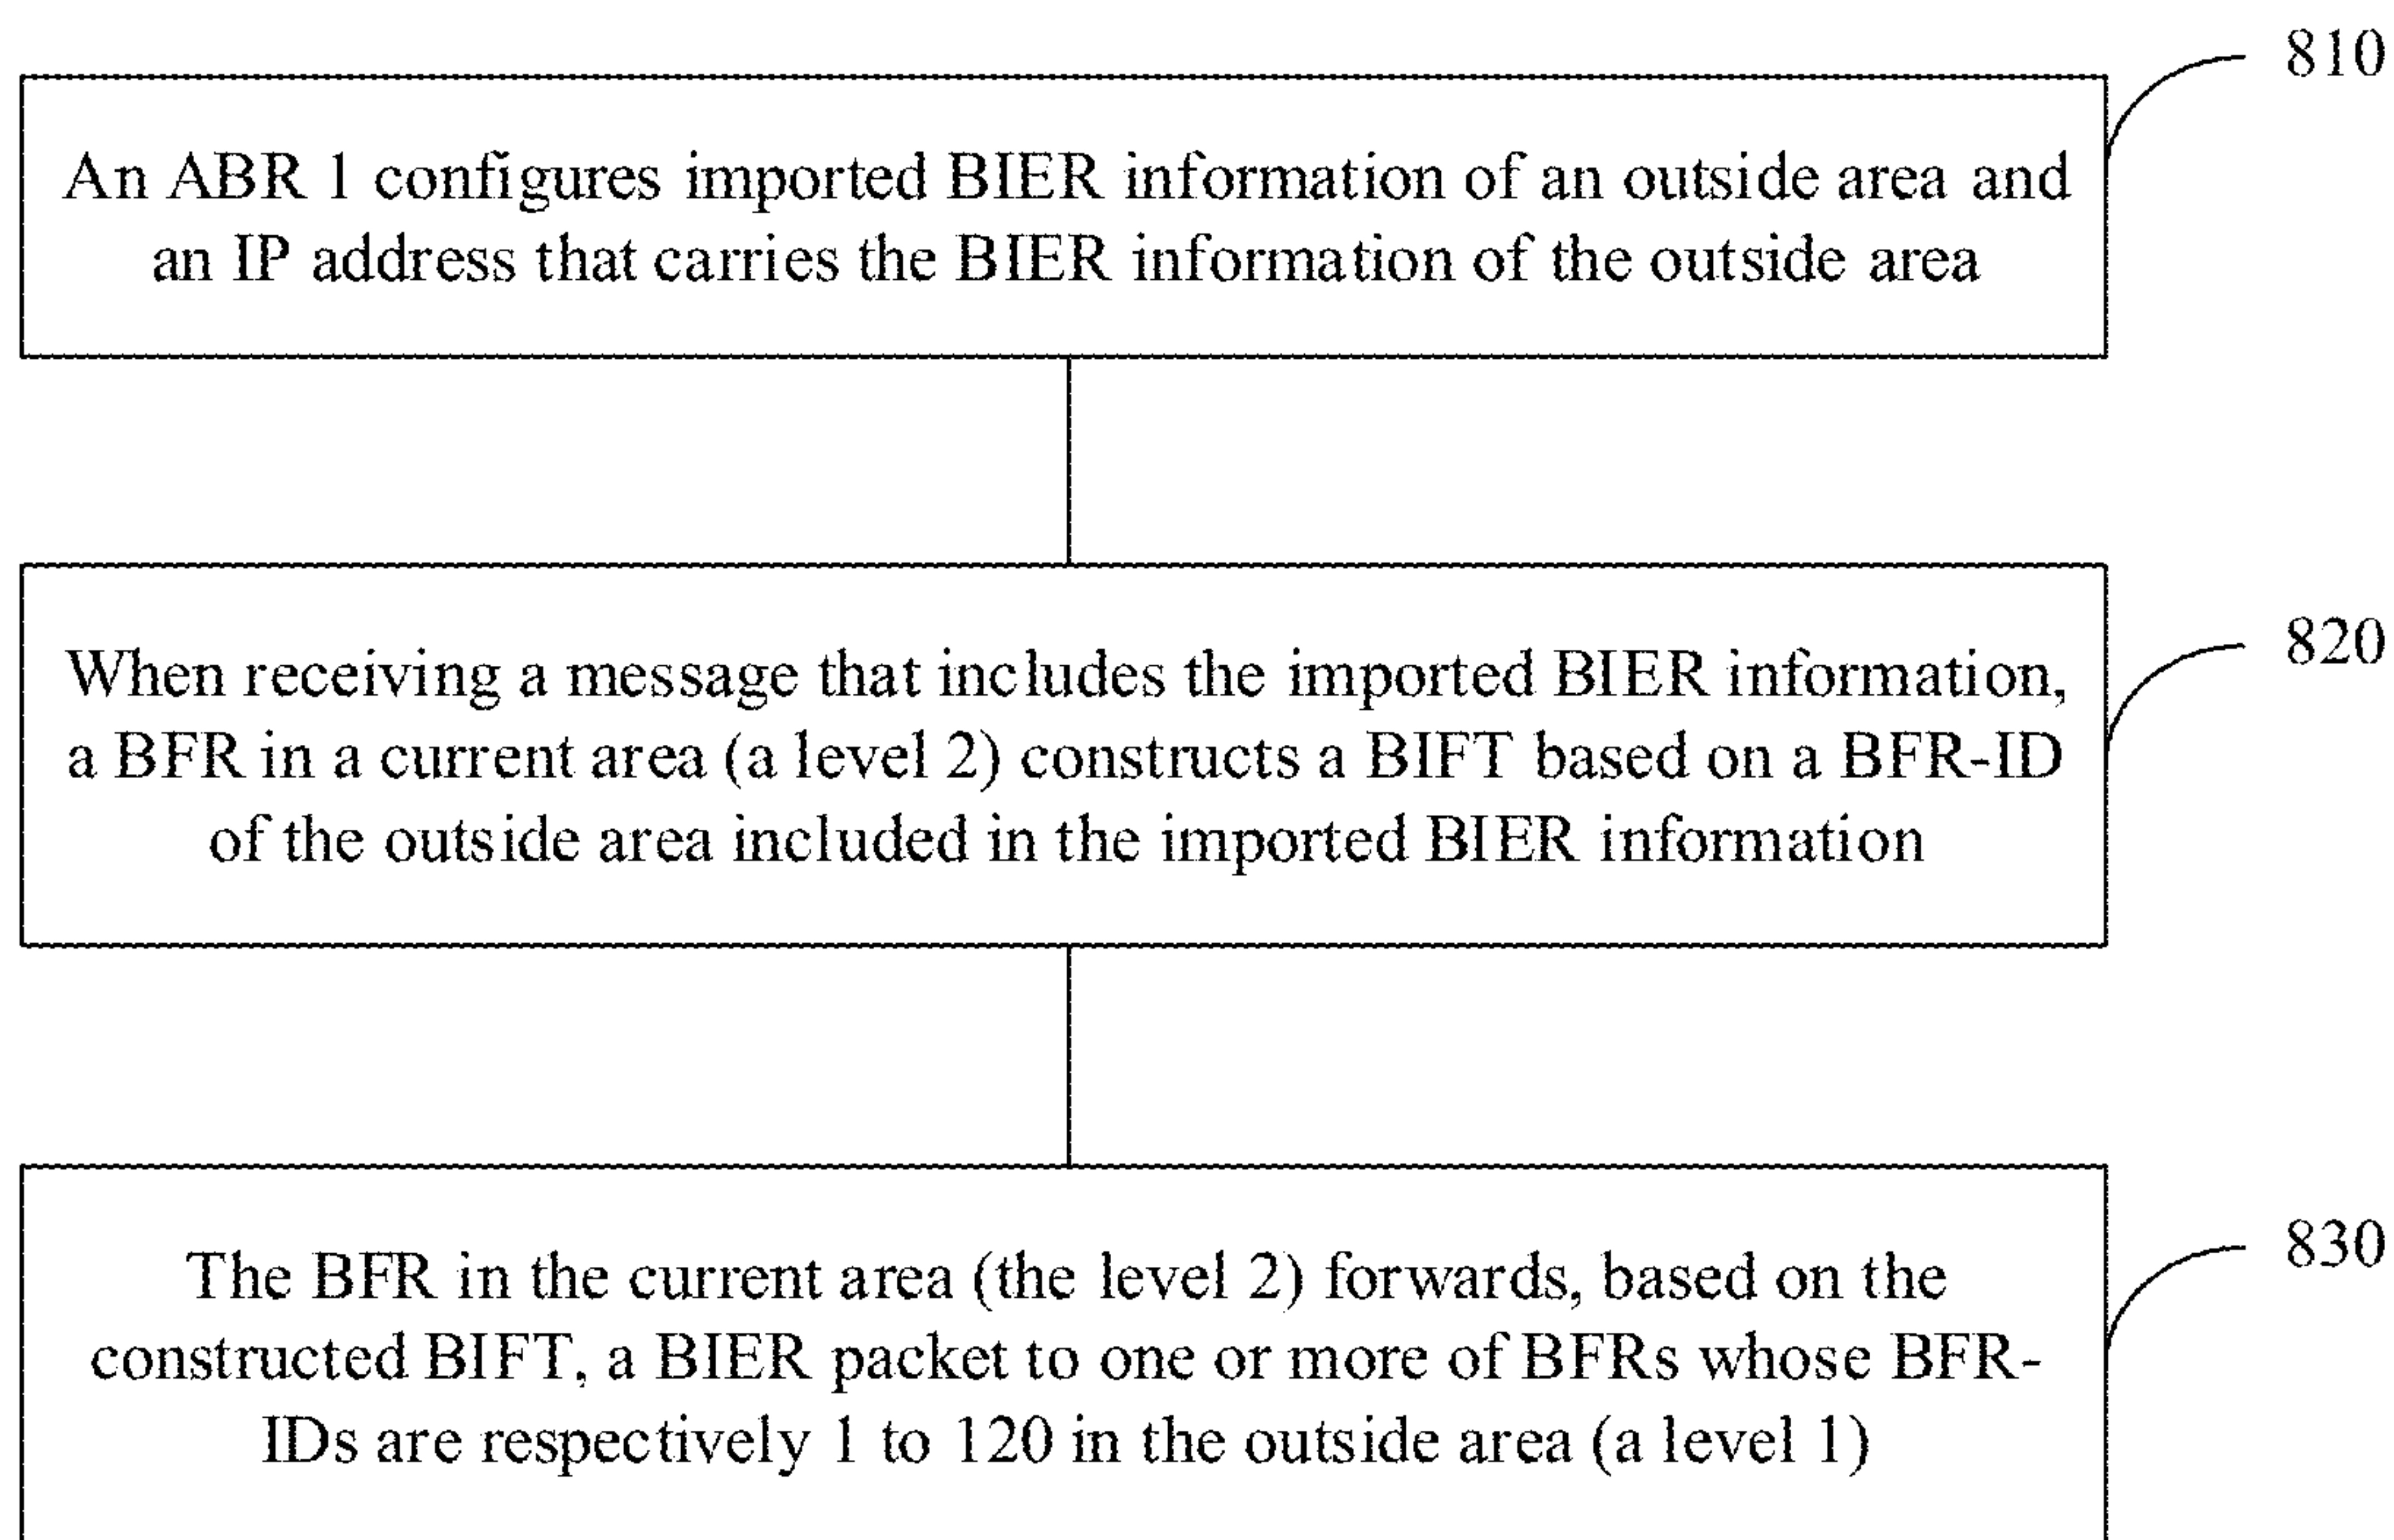 810
An ABR 1 configures imported BIER information of an outside area and
an IP address that carries the BIER information of the outside area
820
When receiving a message that includes the imported BIER information,
a BFR in a current area (a level 2) constructs a BIFT based on a BFR-ID
of the outside area included in the imported BIER information
830
The BFR in the current area (the level 2) forwards, based on the
constructed BIFT, a BIER packet to one or more of BFRs whose BFR-
IDs are respectively 1 to 120 in the outside area (a level 1)